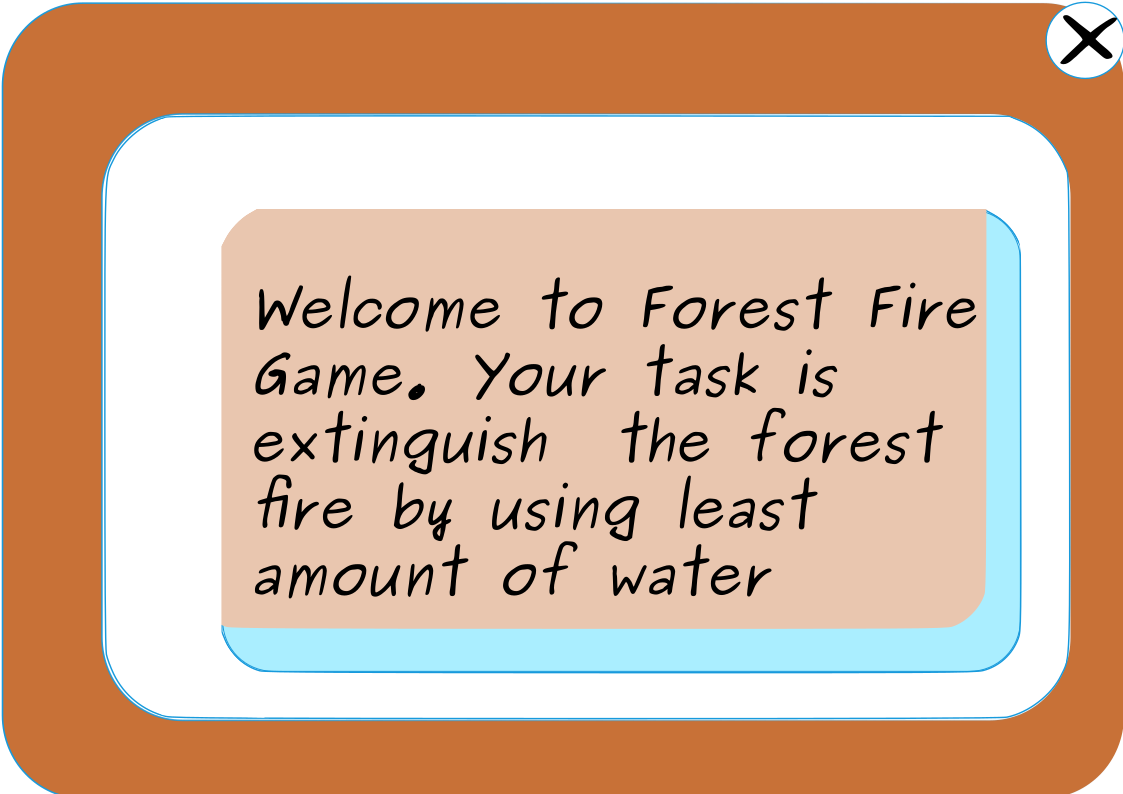 Welcome to Forest Fire
Game. Your task is
extinguish the forest
fire by using least
amount of water